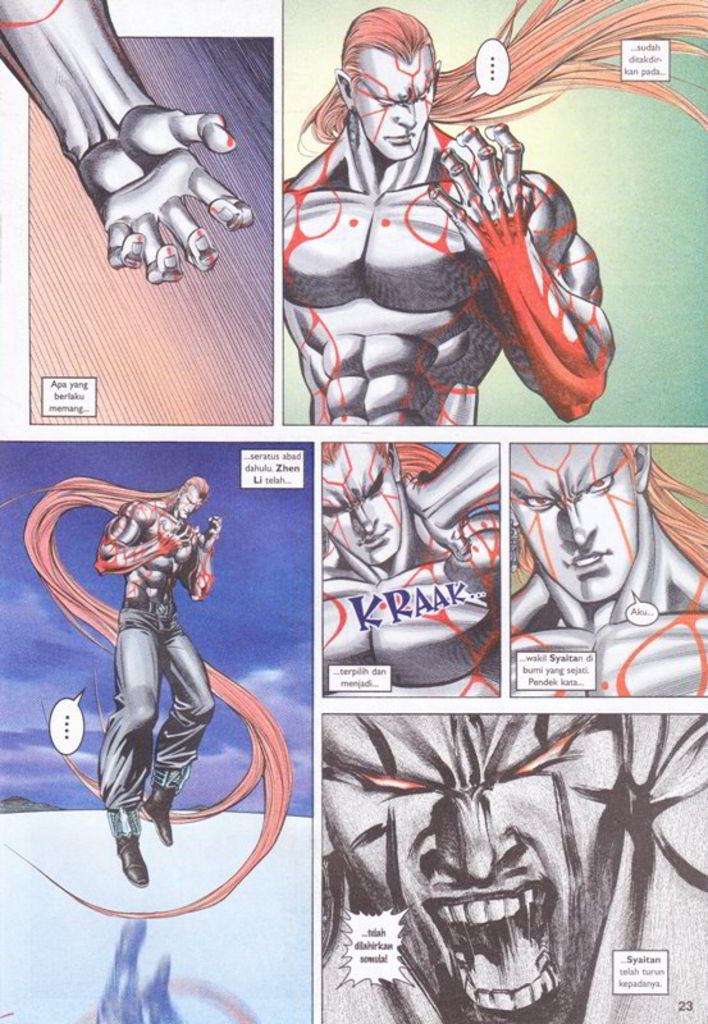 Apa yang
berlaku
memang...
...sudah
ditakdir-
kan pada...
...seratus abad
dahulu. Zhen
Li telah...
KRAAK...
...terpilih dan
menjadi...
Aku...
...wakil Syaitan di
bumi yang sejati.
Pendek kata...
...telah
dilahirkan
semula!
...Syaitan
telah turun
kepadanya.
23